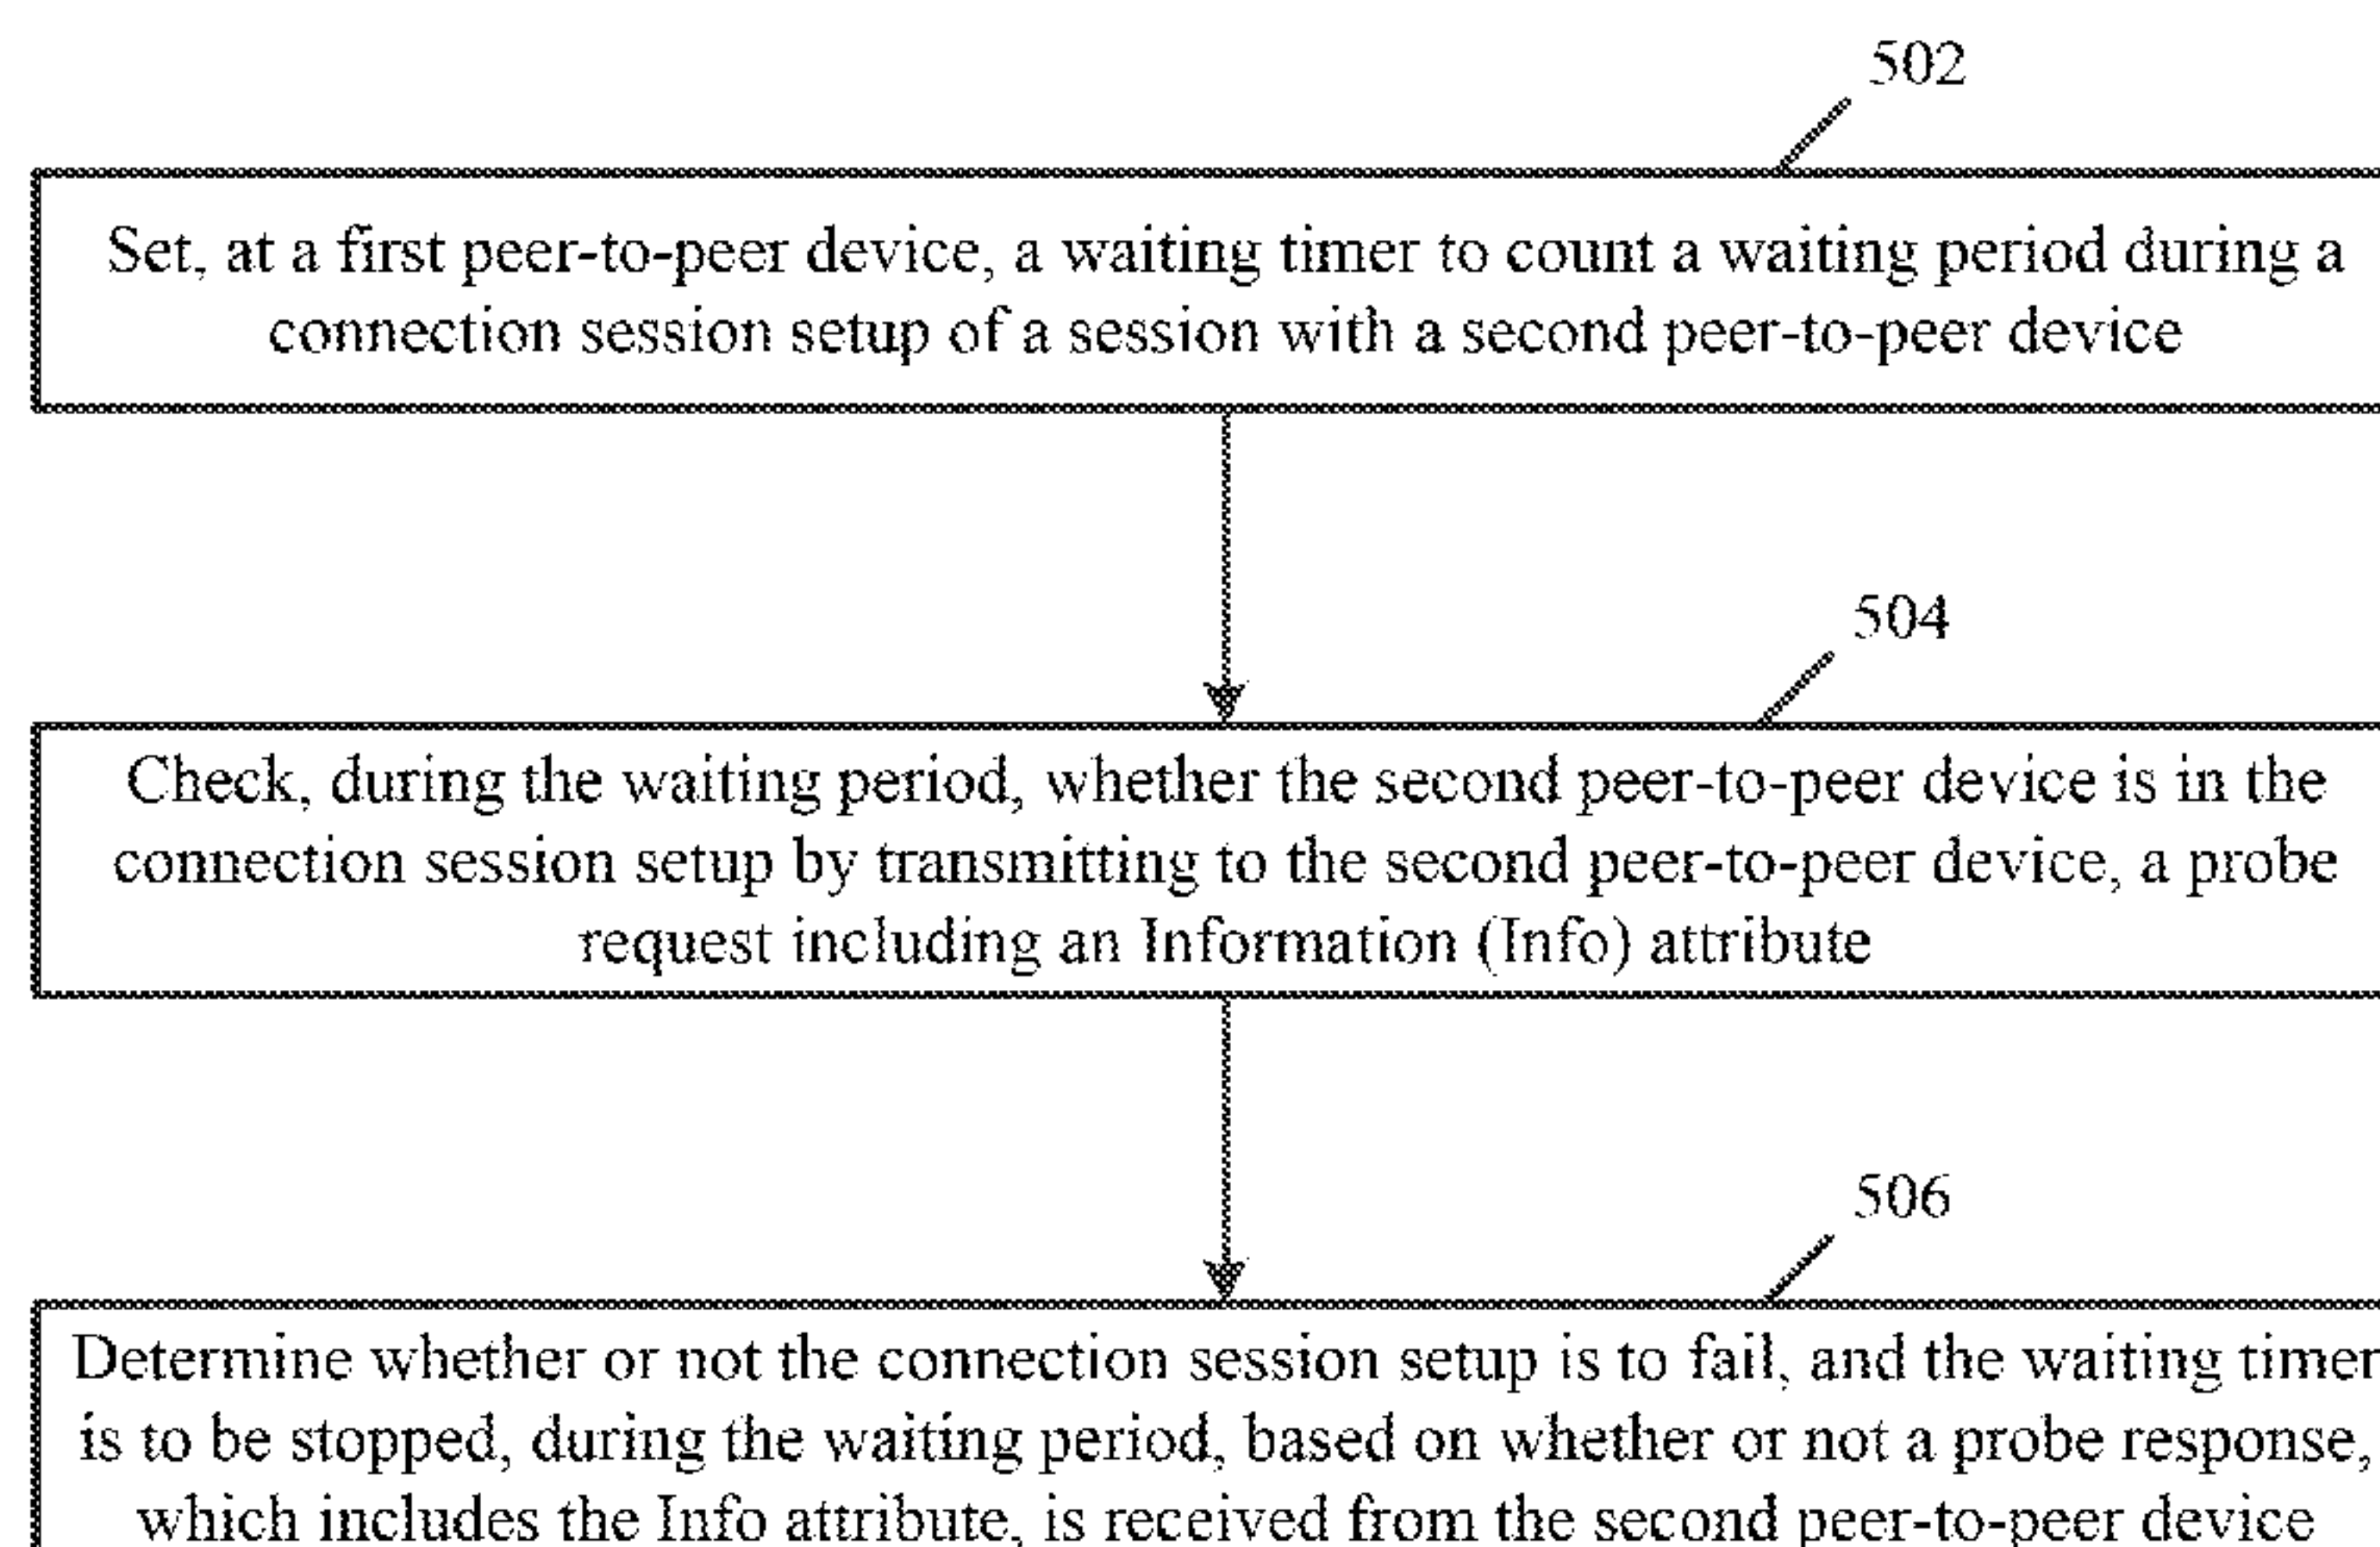 502
Set, at a first peer-to-peer device, a waiting timer to count a waiting period during a
connection session setup of a session with a second peer-to-peer device
504
Check, during the waiting period, whether the second peer-to-peer device is in the
connection session setup by transmitting to the second peer-to-peer device, a probe
request including an Information (Info) attribute
506
Determine whether or not the connection session setup is to fail, and the waiting timer
is to be stopped, during the waiting period, based on whether or not a probe response,
which includes the Info attribute, is received from the second peer-to-peer device